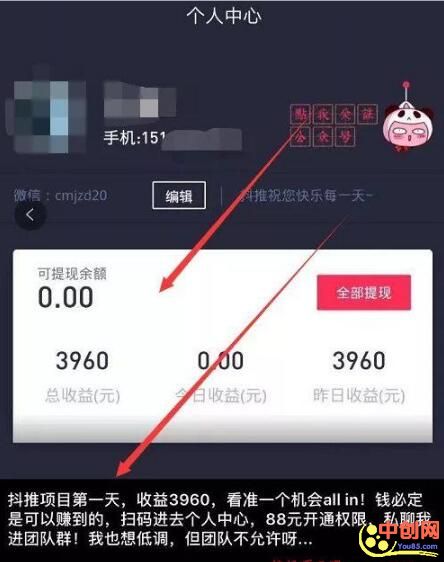 个人中心
手机:151
點我关註
公众号
微信：cmjzd20
编辑
抖推祝您快乐每一天~
可提现余额
0.00
全部提现
3960
0.00
3960
总收益(元)
今日收益(元)
昨日收益(元)
抖推项目第一天，收益3960，看准一个机会all in！钱必定
是可以赚到的，扫码进去个人中心，88元开通权限，私聊我
进团队群！我也想低调，但团队不允许呀...
中创网
You85.com